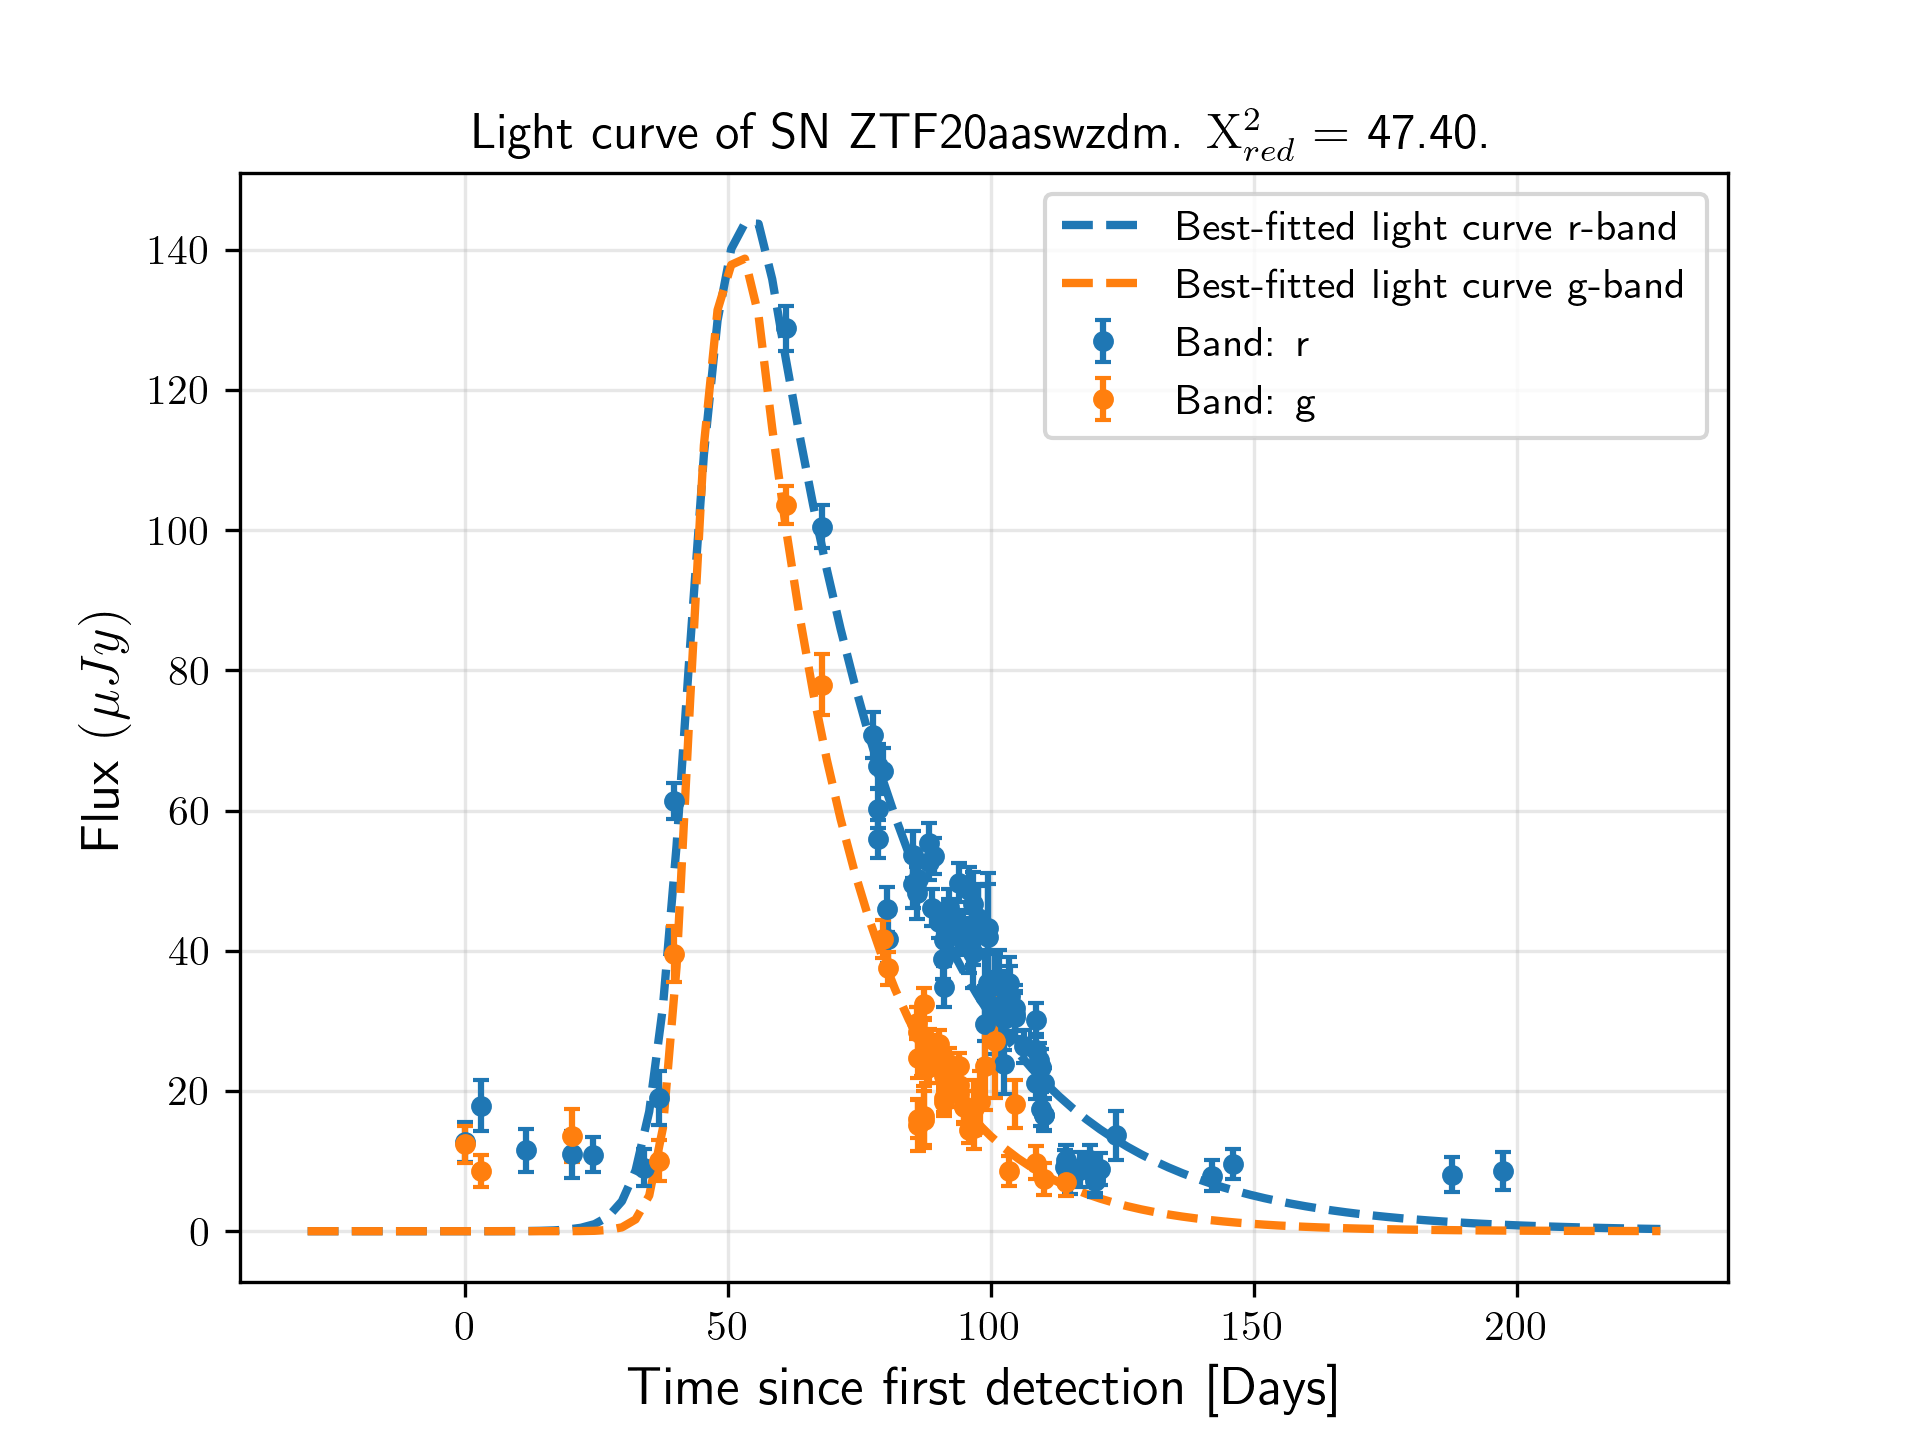 Light curve of SN ZTF20aaswzdm. X²_red = 47.40.
Best-fitted light curve r-band
Best-fitted light curve g-band
Band: r
Band: g
140
120
100
80
60
40
20
0
Flux (μJy)
0 50 100 150 200
Time since first detection [Days]